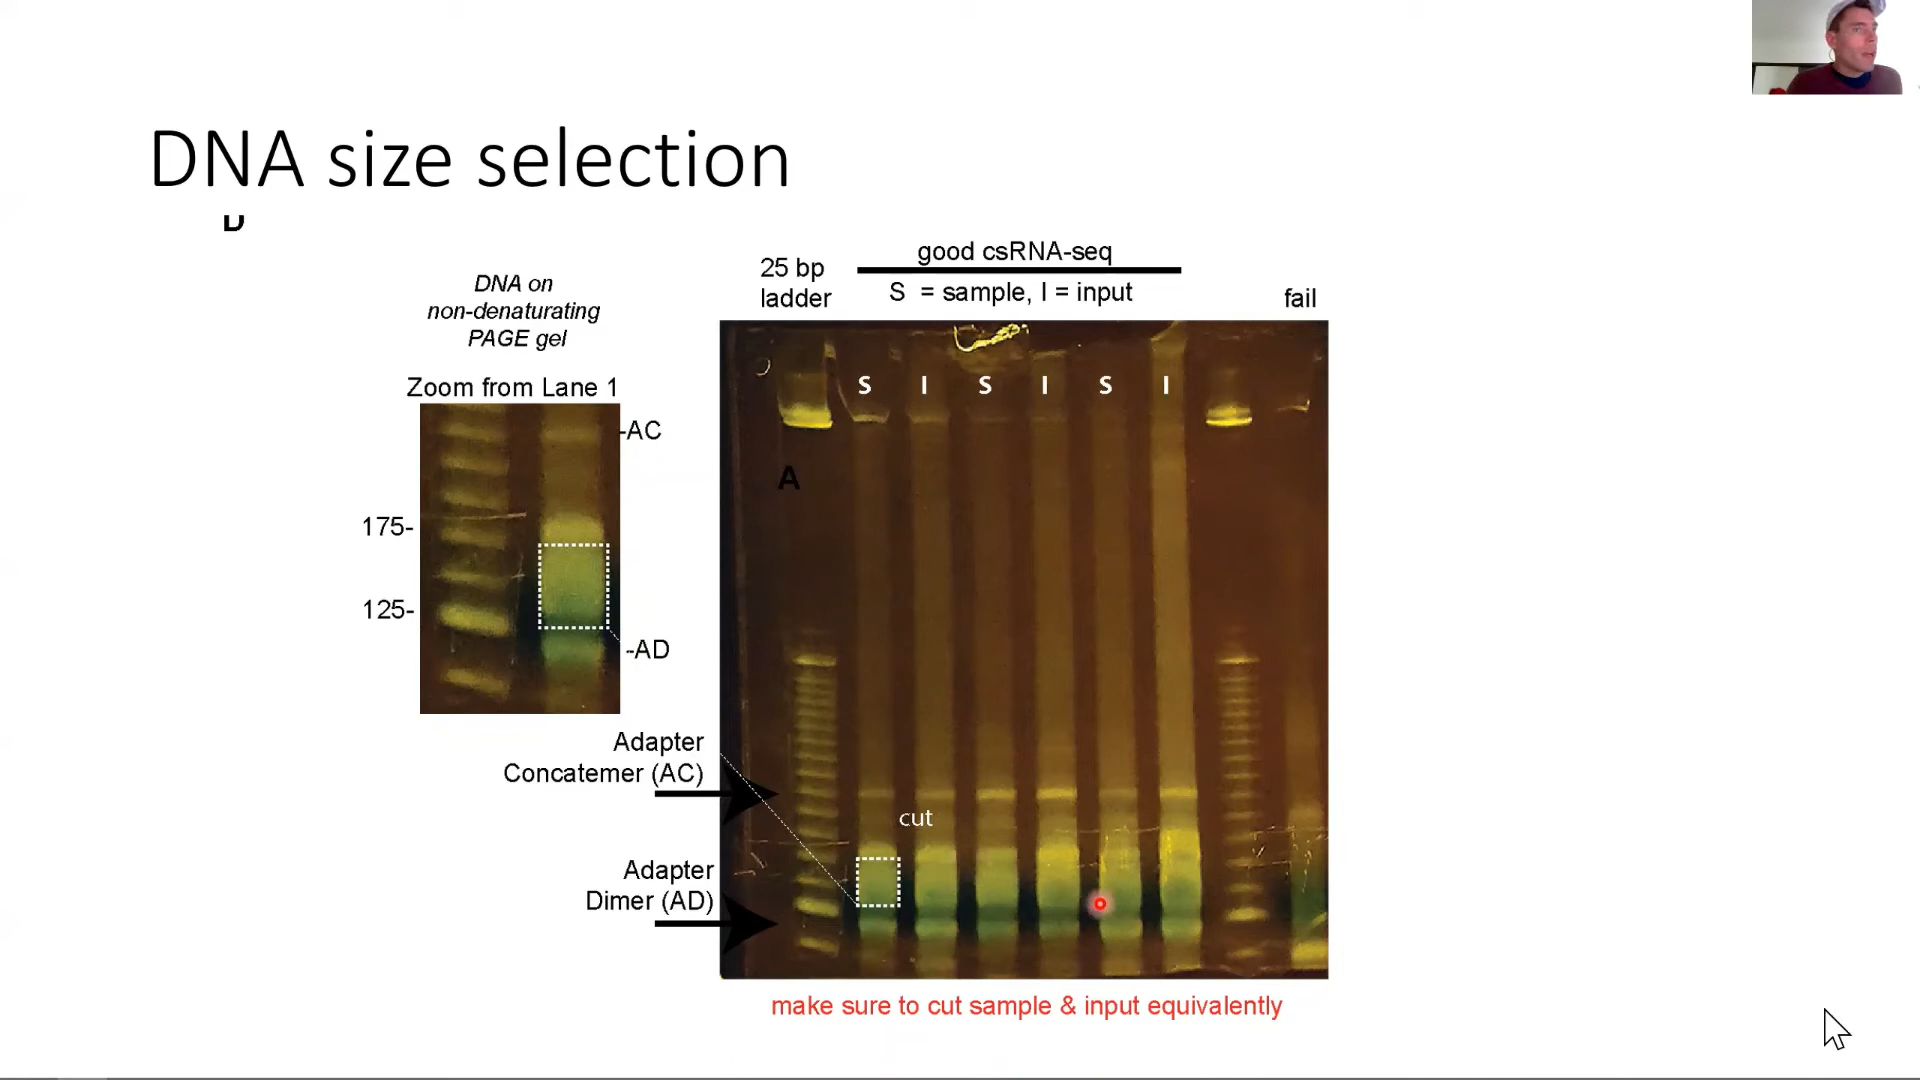 DNA size selection
D
DNA on
non-denaturating
PAGE gel
Zoom from Lane 1
-AC
175-
125-
-AD
25 bp
ladder
good csRNA-seq
S = sample, I = input
fail
S I S I S I
A
cut
Adapter
Concatemer (AC)
Adapter
Dimer (AD)
make sure to cut sample & input equivalently